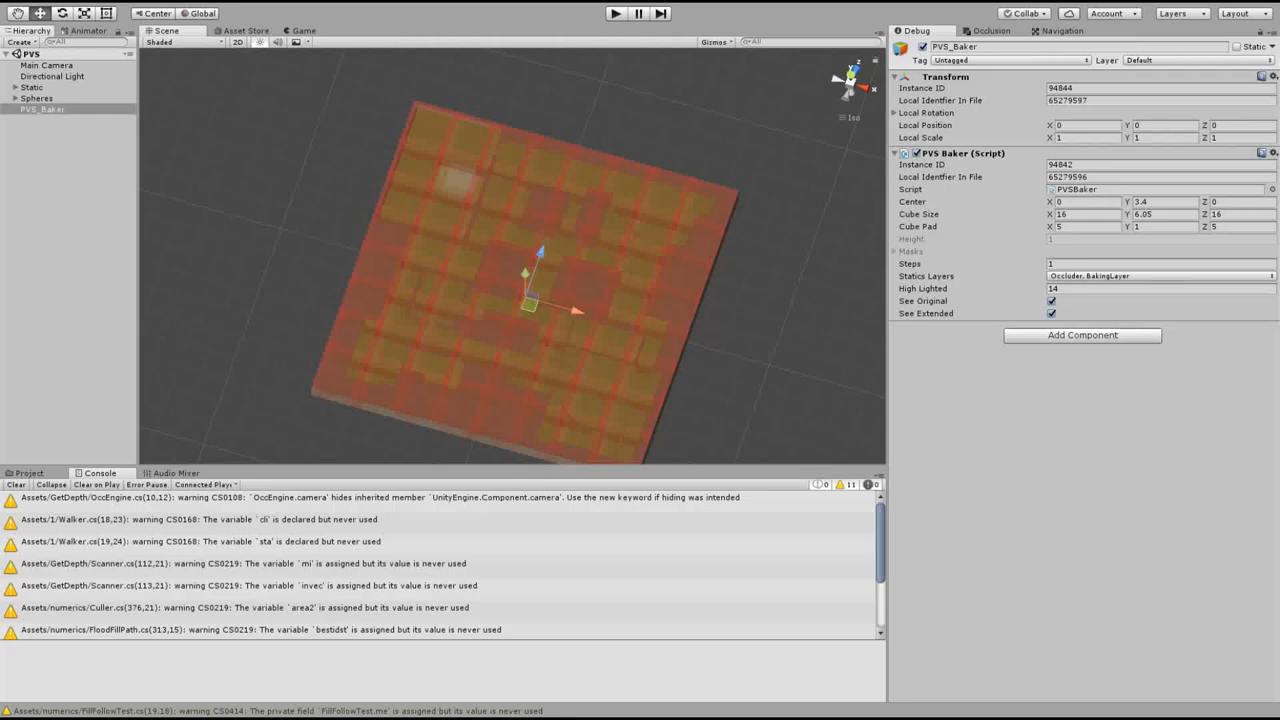 Center Global Collab Account Layers Layout
Hierarchy Animator Scene Asset Store Game Debug Occlusion Navigation
Create All Shaded 2D Gizmos All
PVS
Main Camera
Directional Light
Static
Spheres
PVS_Baker
y z x
Iso
PVS_Baker Static
Tag Untagged Layer Default
Transform
Instance ID 94844
Local Identfier In File 65279597
Local Rotation
Local Position X 0 Y 0 Z 0
Local Scale X 1 Y 1 Z 1
PVS Baker (Script)
Instance ID 94842
Local Identfier In File 65279596
Script PVSBaker
Center X 0 Y 3.4 Z 0
Cube Size X 16 Y 6.05 Z 16
Cube Pad X 5 Y 1 Z 5
Height 1
Masks
Steps 1
Statics Layers Occluder, BakingLayer
High Lighted 14
See Original
See Extended
Add Component
Project Console Audio Mixer
Clear Collapse Clear on Play Error Pause Connected Playe 0 11 0
Assets/GetDepth/OccEngine.cs(10,12): warning CS0108: `OccEngine.camera' hides inherited member `UnityEngine.Component.camera'. Use the new keyword if hiding was intended
Assets/1/Walker.cs(18,23): warning CS0168: The variable `cli' is declared but never used
Assets/1/Walker.cs(19,24): warning CS0168: The variable `sta' is declared but never used
Assets/GetDepth/Scanner.cs(112,21): warning CS0219: The variable `mi' is assigned but its value is never used
Assets/GetDepth/Scanner.cs(113,21): warning CS0219: The variable `invec' is assigned but its value is never used
Assets/numerics/Culler.cs(376,21): warning CS0219: The variable `area2' is assigned but its value is never used
Assets/numerics/FloodFillPath.cs(313,15): warning CS0219: The variable `bestidst' is assigned but its value is never used
Assets/numerics/FillFollowTest.cs(19,18): warning CS0414: The private field `FillFollowTest.me' is assigned but its value is never used